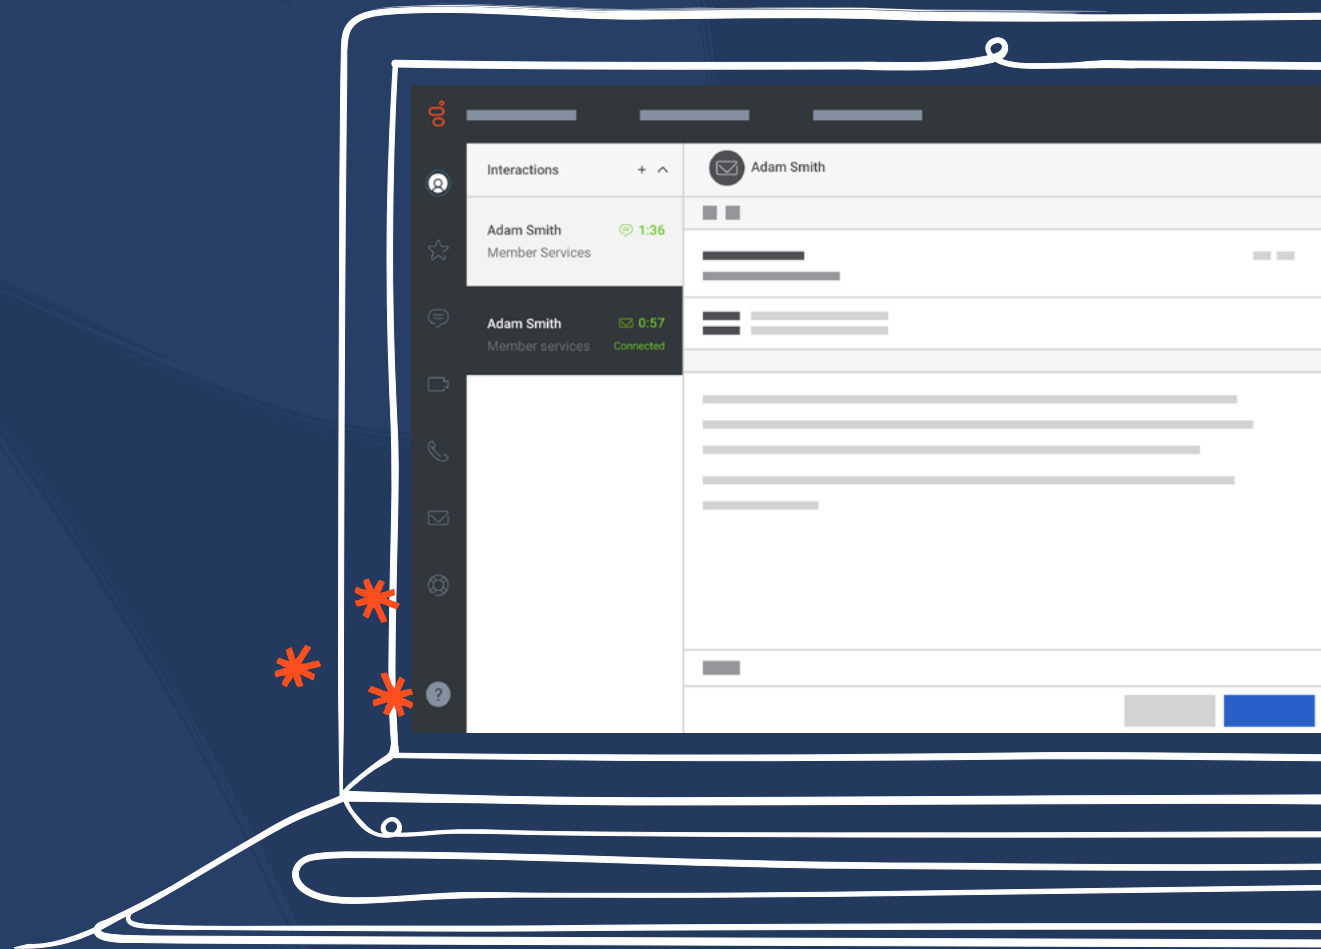 Interactions
Adam Smith
Adam Smith 1:36
Member Services
Adam Smith 0:57
Member services Connected
?